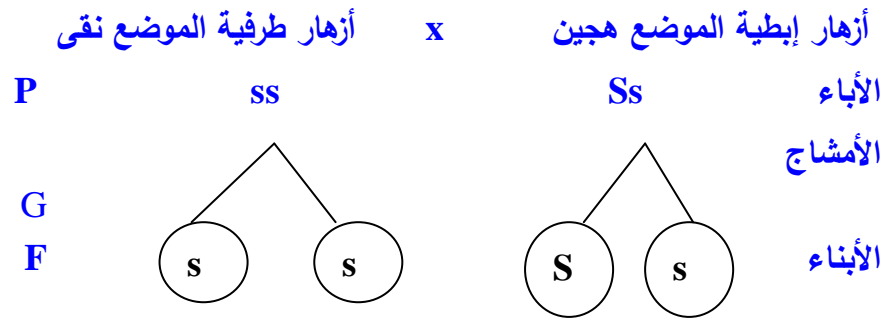 أزهار إبطية الموضع هجين x أزهار طرفية الموضع نقى
الأباء Ss ss P
الأمشاج
G
الأبناء S s s s F